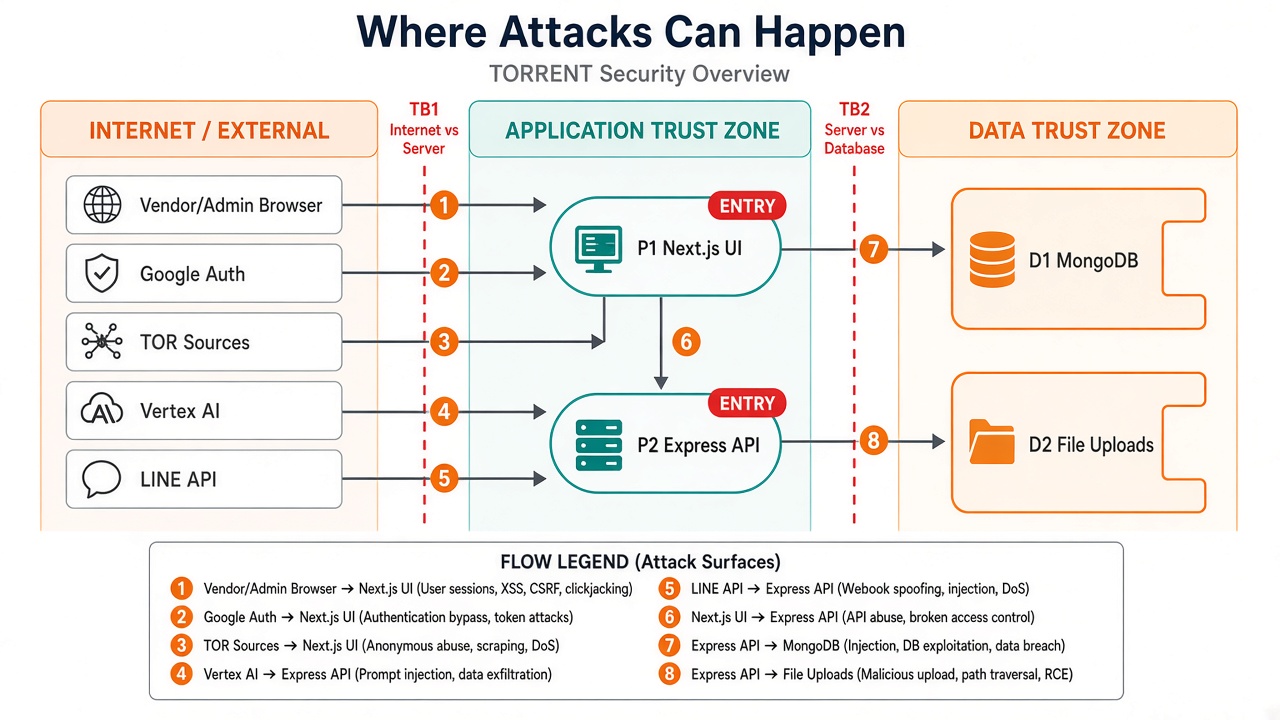 Where Attacks Can Happen
TORRENT Security Overview
INTERNET / EXTERNAL
TB1
Internet vs
Server
APPLICATION TRUST ZONE
TB2
Server vs
Database
DATA TRUST ZONE
Vendor/Admin Browser
Google Auth
TOR Sources
Vertex AI
LINE API
1
2
3
4
5
ENTRY
P1 Next.js UI
6
ENTRY
P2 Express API
7
8
D1 MongoDB
D2 File Uploads
FLOW LEGEND (Attack Surfaces)
1 Vendor/Admin Browser → Next.js UI (User sessions, XSS, CSRF, clickjacking)
2 Google Auth → Next.js UI (Authentication bypass, token attacks)
3 TOR Sources → Next.js UI (Anonymous abuse, scraping, DoS)
4 Vertex AI → Express API (Prompt injection, data exfiltration)
5 LINE API → Express API (Webook spoofing, injection, DoS)
6 Next.js UI → Express API (API abuse, broken access control)
7 Express API → MongoDB (Injection, DB exploitation, data breach)
8 Express API → File Uploads (Malicious upload, path traversal, RCE)